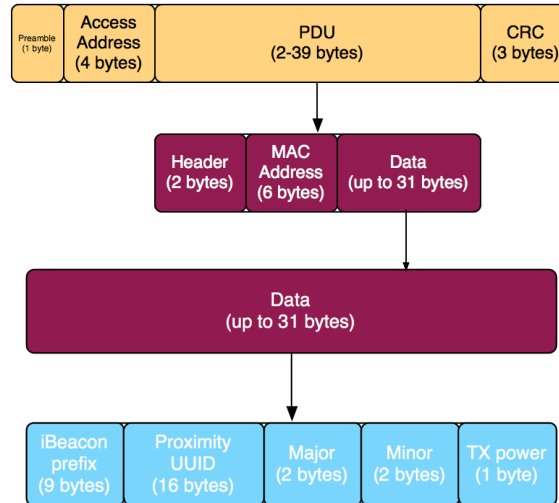 Preamble
(1 byte)
Access
Address
(4 bytes)
PDU
(2-39 bytes)
CRC
(3 bytes)
Header
(2 bytes)
MAC
Address
(6 bytes)
Data
(up to 31 bytes)
Data
(up to 31 bytes)
iBeacon
prefix
(9 bytes)
Proximity
UUID
(16 bytes)
Major
(2 bytes)
Minor
(2 bytes)
TX power
(1 byte)